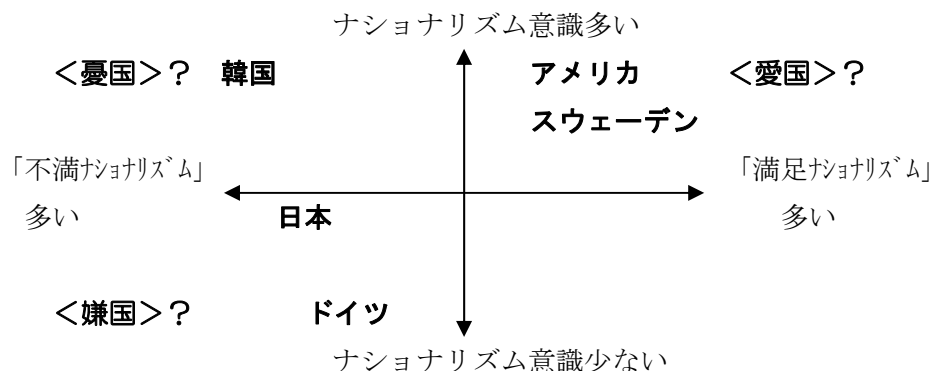 ナショナリズム意識多い
＜憂国＞？ 韓国 アメリカ ＜愛国＞？
スウェーデン
「不満ﾅｼｮﾅﾘｽﾞﾑ」 「満足ﾅｼｮﾅﾘｽﾞﾑ」
多い 日本 多い
＜嫌国＞？ ドイツ
ナショナリズム意識少ない